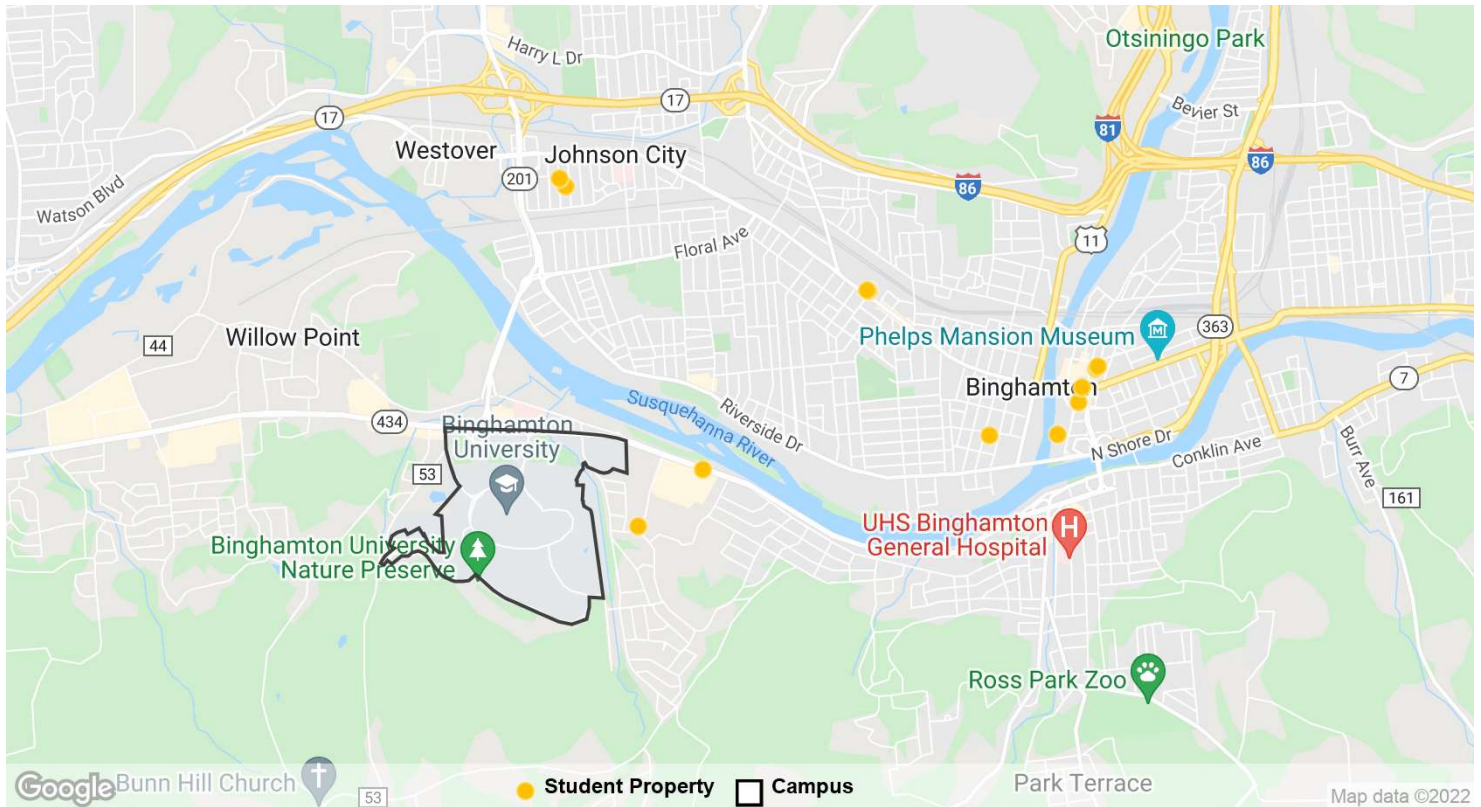 Otsiningo Park
Harry L Dr
17
Bevier St
17
81
Westover
Johnson City
86
86
201
Watson Blvd
11
Floral Ave
363
Phelps Mansion Museum
Willow Point
44
7
Binghamton
Susquehanna River
Riverside Dr
434
Binghamton
University
N Shore Dr
Conklin Ave
Burr Ave
53
161
UHS Binghamton
General Hospital
H
Binghamton University
Nature Preserve
Ross Park Zoo
Google
Bunn Hill Church
53
Student Property
Campus
Park Terrace
Map data ©2022